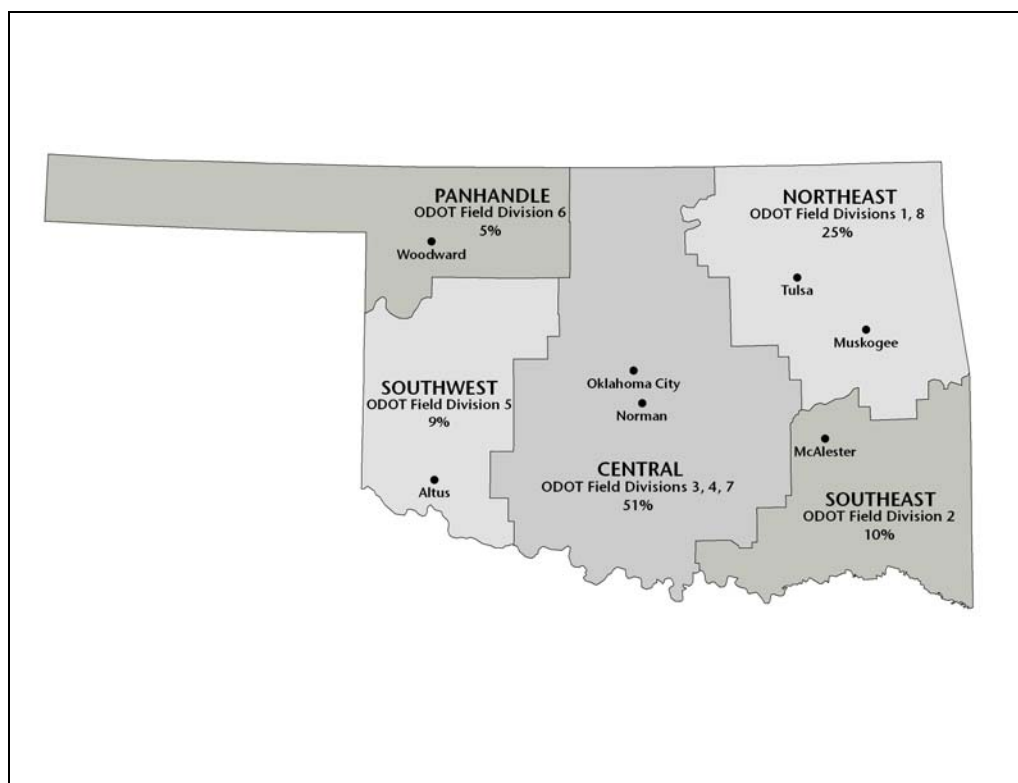 PANHANDLE
ODOT Field Division 6
5%
Woodward
NORTHEAST
ODOT Field Divisions 1, 8
25%
Tulsa
Muskogee
SOUTHWEST
ODOT Field Division 5
9%
Altus
Oklahoma City
Norman
CENTRAL
ODOT Field Divisions 3, 4, 7
51%
McAlester
SOUTHEAST
ODOT Field Division 2
10%